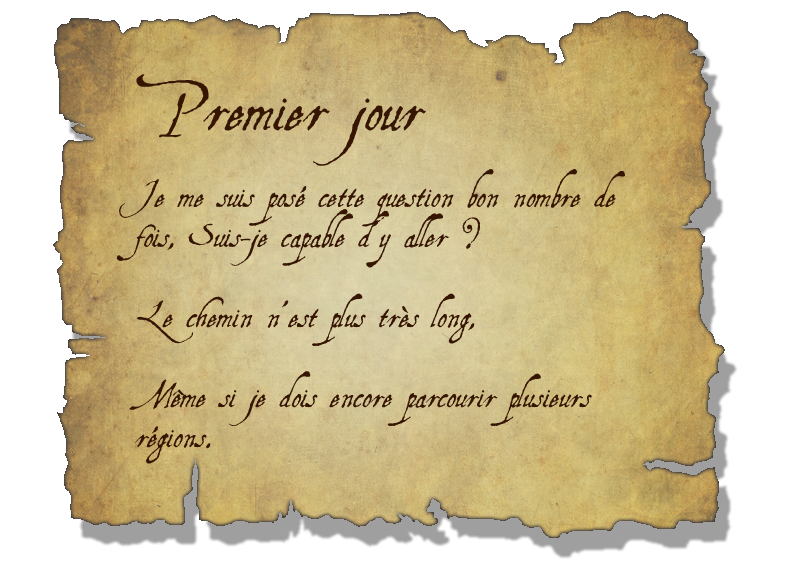 Premier jour
Je me suis posé cette question bon nombre de
fois, Suis-je capable d'y aller ?
Le chemin n'est plus très long,
Même si je dois encore parcourir plusieurs
régions.